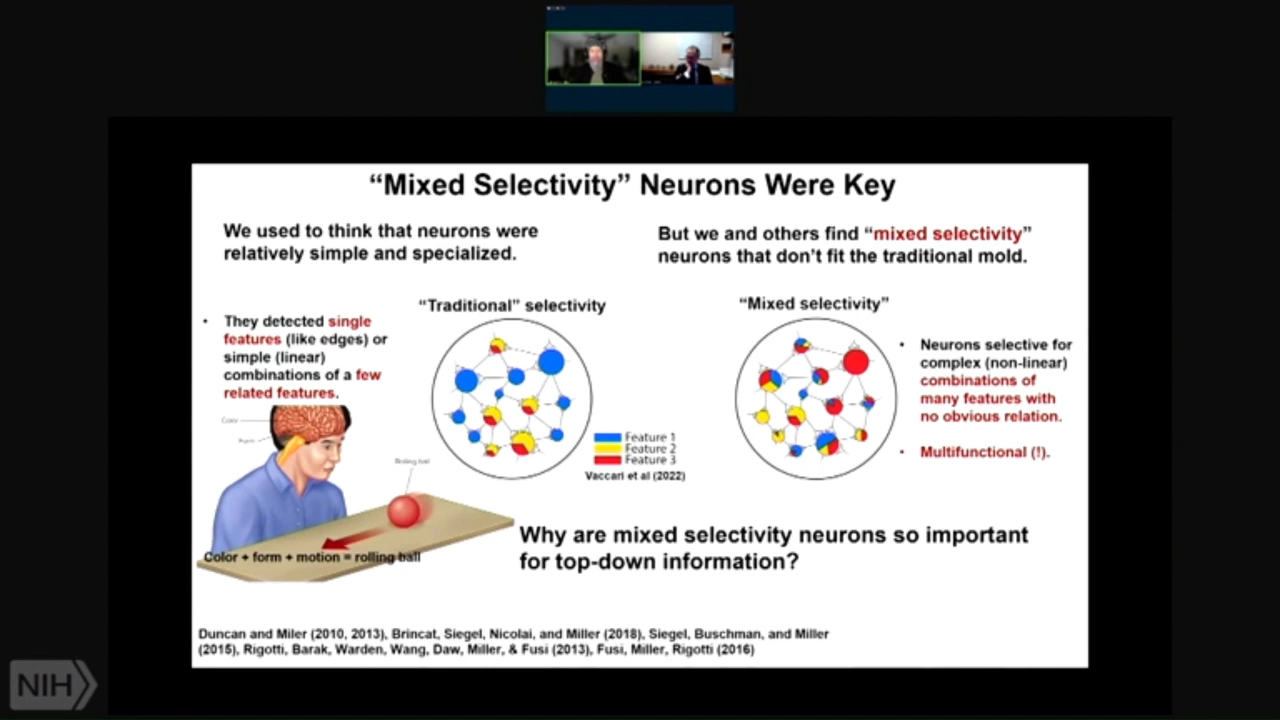 “Mixed Selectivity” Neurons Were Key
We used to think that neurons were
relatively simple and specialized.
But we and others find “mixed selectivity”
neurons that don’t fit the traditional mold.
• They detected single
features (like edges) or
simple (linear)
combinations of a few
related features.
“Traditional” selectivity
Feature 1
Feature 2
Feature 3
Vaccari et al (2022)
“Mixed selectivity”
• Neurons selective for
complex (non-linear)
combinations of
many features with
no obvious relation.
• Multifunctional (!).
Color
Rolling ball
Color + form + motion = rolling ball
Why are mixed selectivity neurons so important
for top-down information?
Duncan and Miler (2010, 2013), Brincat, Siegel, Nicolai, and Miller (2018), Siegel, Buschman, and Miller
(2015), Rigotti, Barak, Warden, Wang, Daw, Miller, & Fusi (2013), Fusi, Miller, Rigotti (2016)
NIH